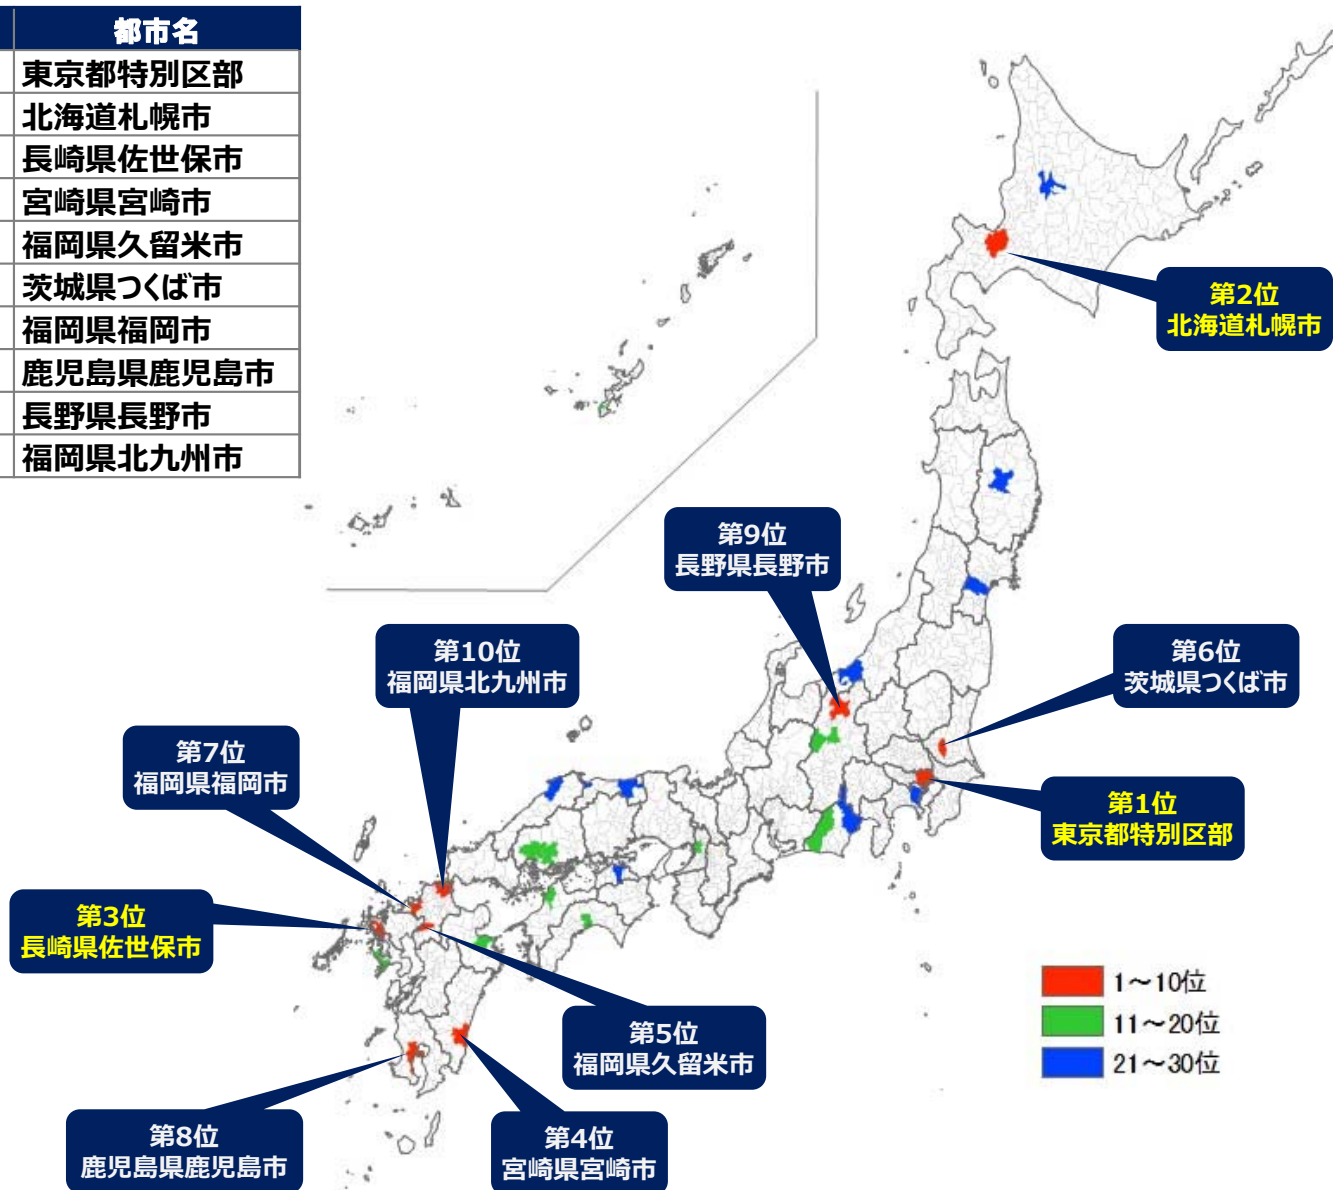 都市名
東京都特別区部
北海道札幌市
長崎県佐世保市
宮崎県宮崎市
福岡県久留米市
茨城県つくば市
福岡県福岡市
鹿児島県鹿児島市
長野県長野市
福岡県北九州市
第2位
北海道札幌市
第9位
長野県長野市
第10位
福岡県北九州市
第6位
茨城県つくば市
第7位
福岡県福岡市
第1位
東京都特別区部
第3位
長崎県佐世保市
第5位
福岡県久留米市
第8位
鹿児島県鹿児島市
第4位
宮崎県宮崎市
1～10位
11～20位
21～30位